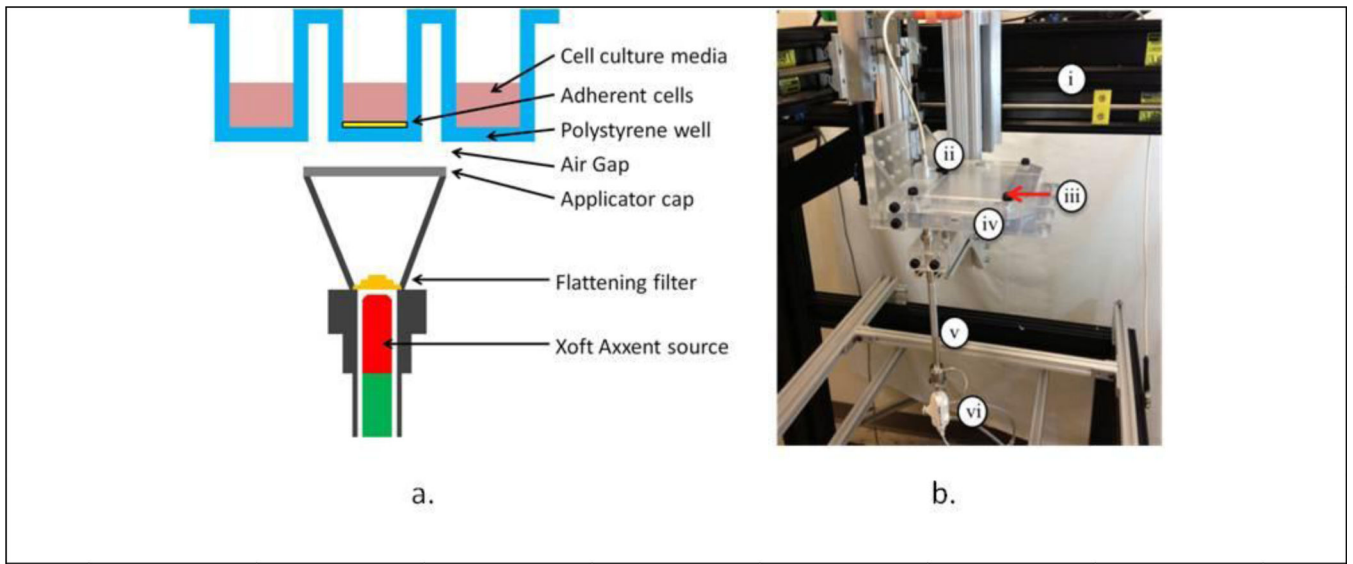 Cell culture media
Adherent cells
Polystyrene well
Air Gap
Applicator cap
Flattening filter
Xoft Axxent source
i
ii
iii
iv
v
vi
a.
b.